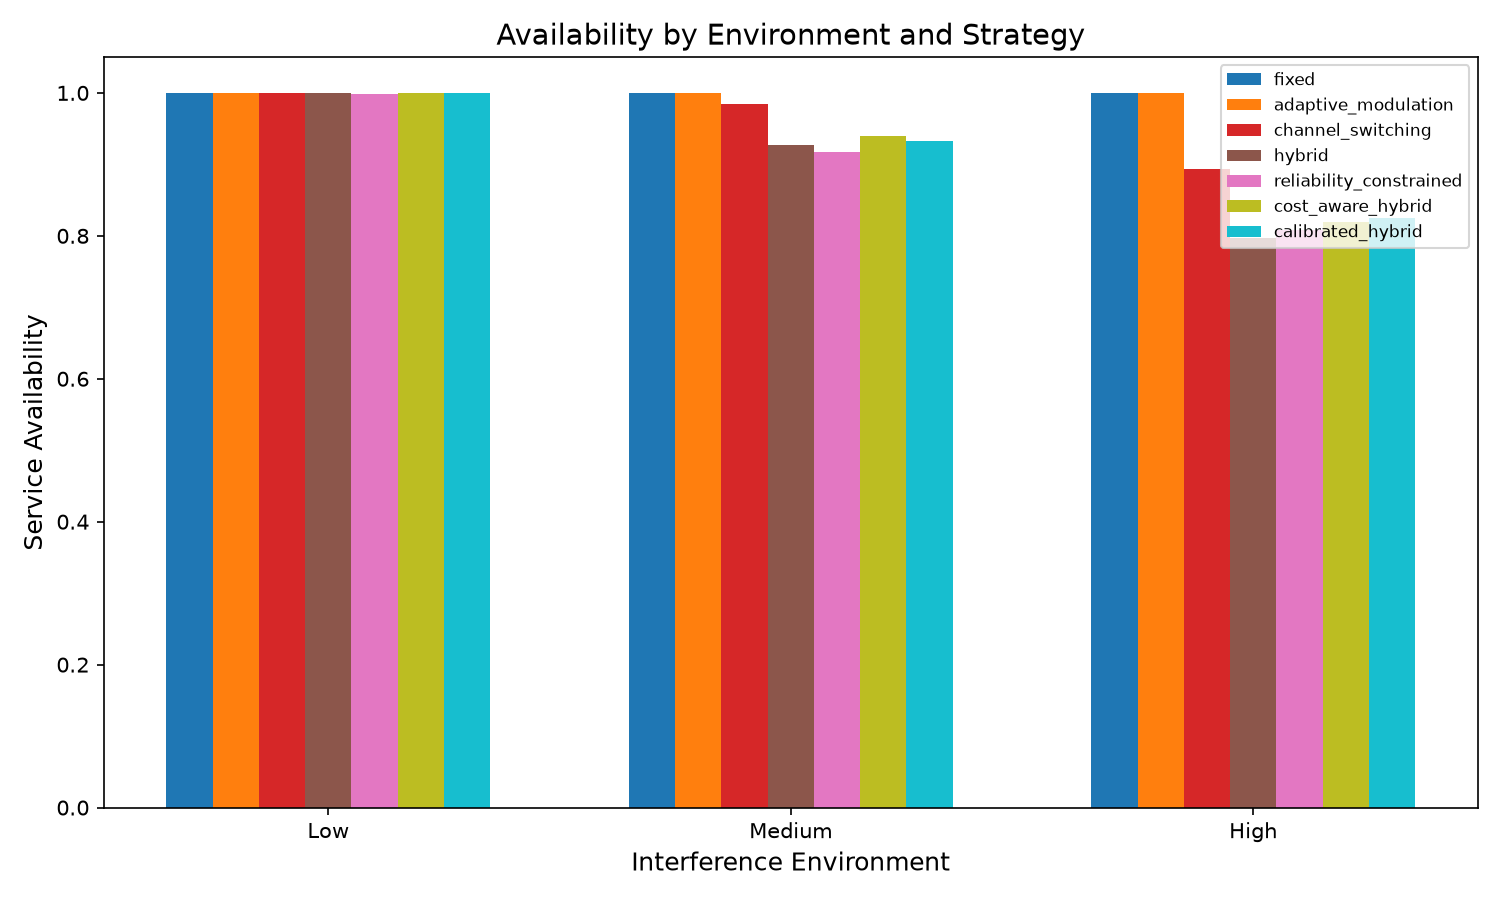 Availability by Environment and Strategy
fixed
adaptive_modulation
channel_switching
hybrid
reliability_constrained
cost_aware_hybrid
calibrated_hybrid
Service Availability
1.0
0.8
0.6
0.4
0.2
0.0
Low
Medium
High
Interference Environment